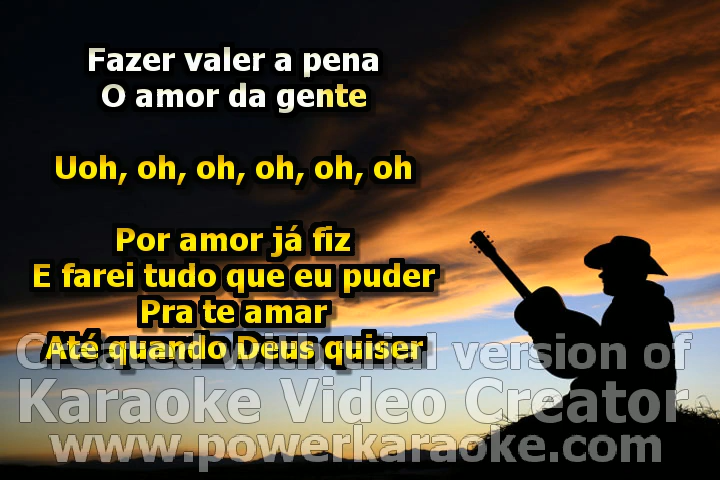 Fazer valer a pena
O amor da gente
Uoh, oh, oh, oh, oh, oh
Por amor já fiz
E farei tudo que eu puder
Pra te amar
Até quando Deus quiser
Created with trial version of
Karaoke Video Creator
www.powerkaraoke.com